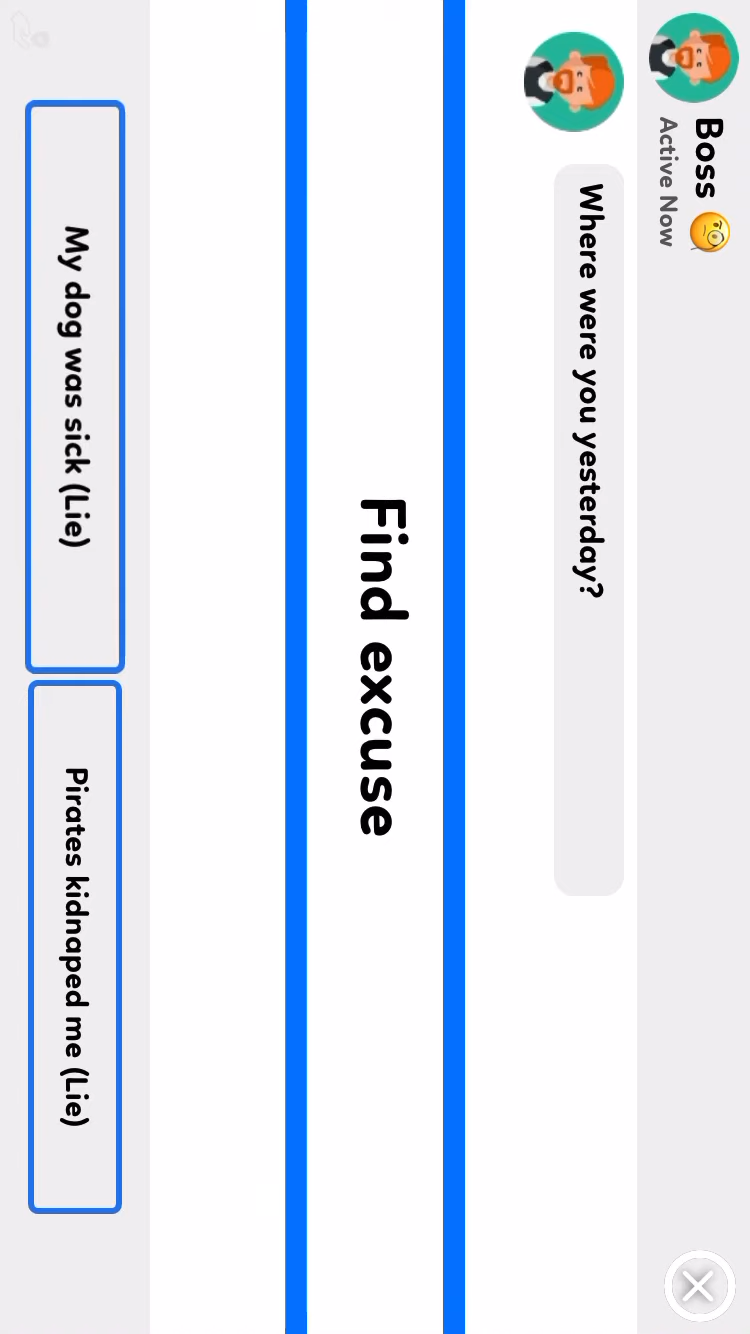 Boss 🧐
Active Now
Where were you yesterday?
Find excuse
My dog was sick (Lie)
Pirates kidnaped me (Lie)